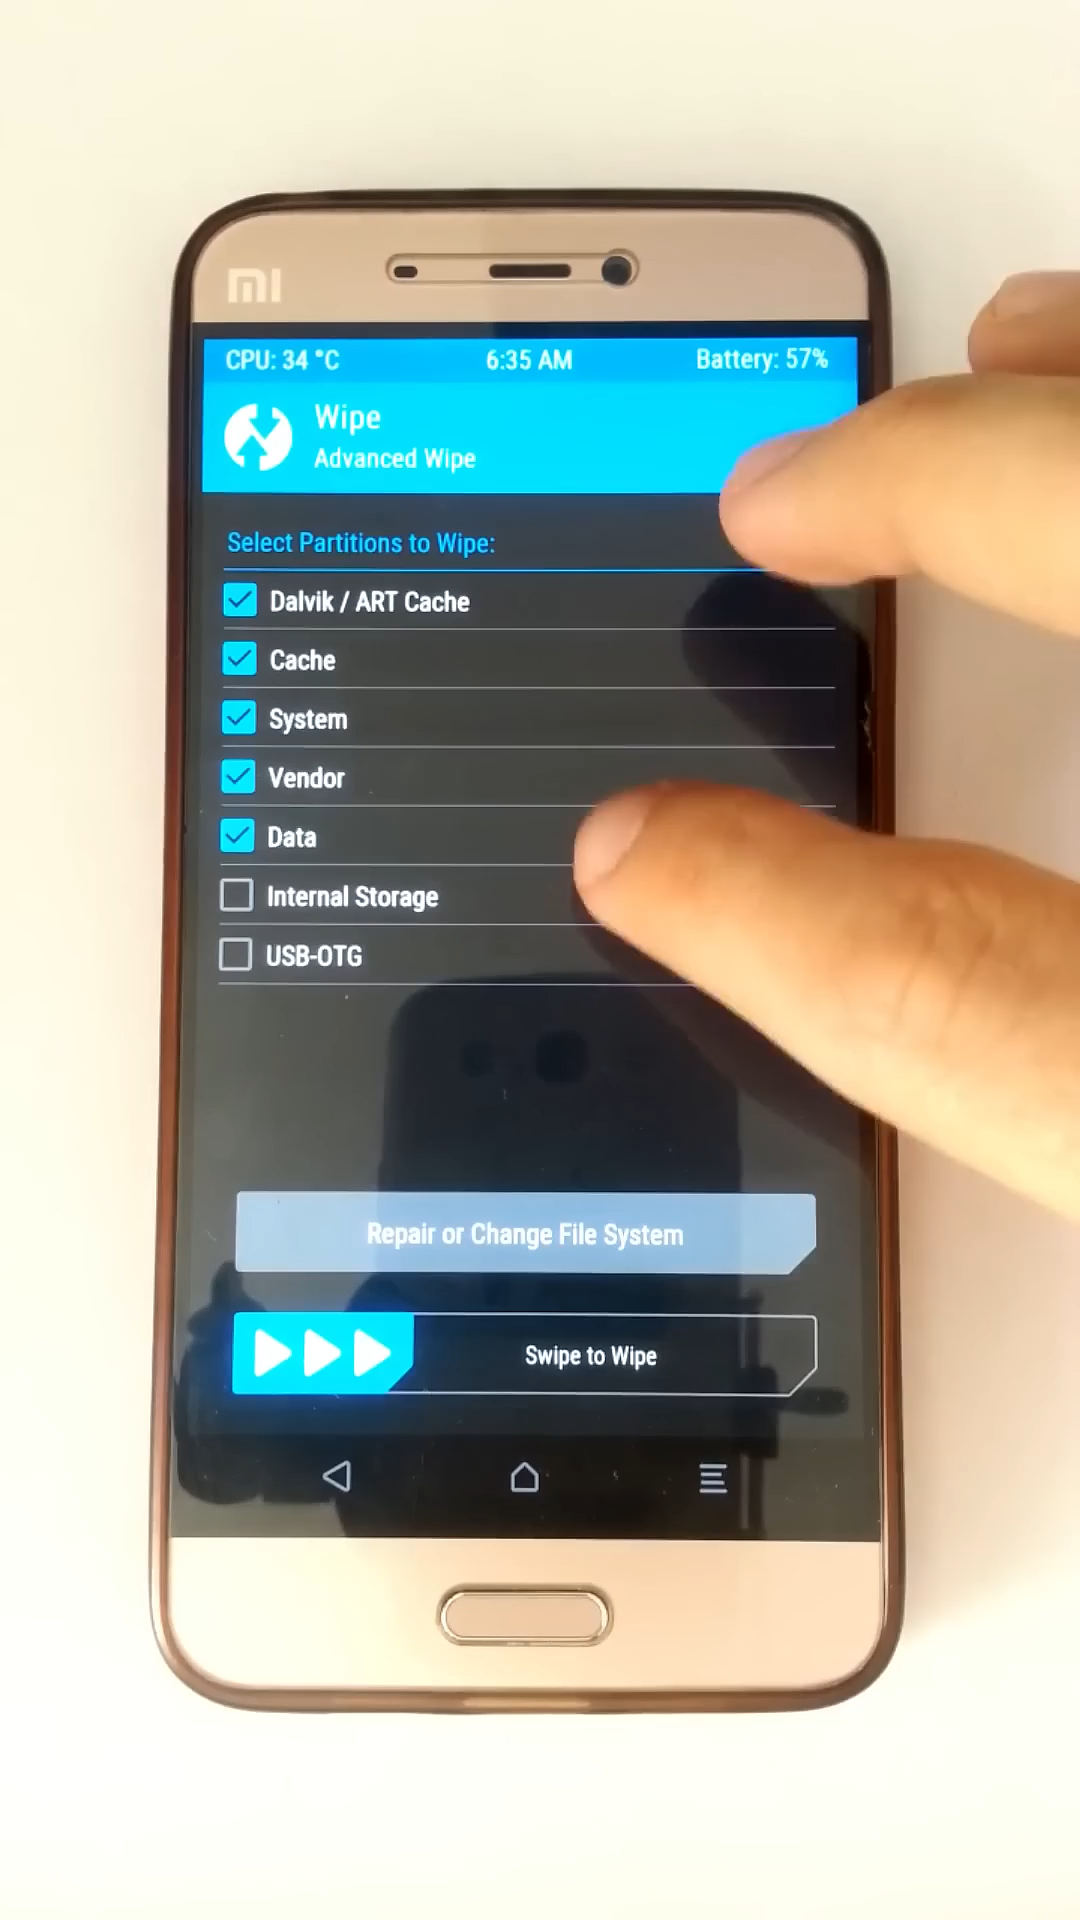 MI
CPU: 34 °C 6:35 AM Battery: 57%
Wipe
Advanced Wipe
Select Partitions to Wipe:
Dalvik / ART Cache
Cache
System
Vendor
Data
Internal Storage
USB-OTG
Repair or Change File System
Swipe to Wipe